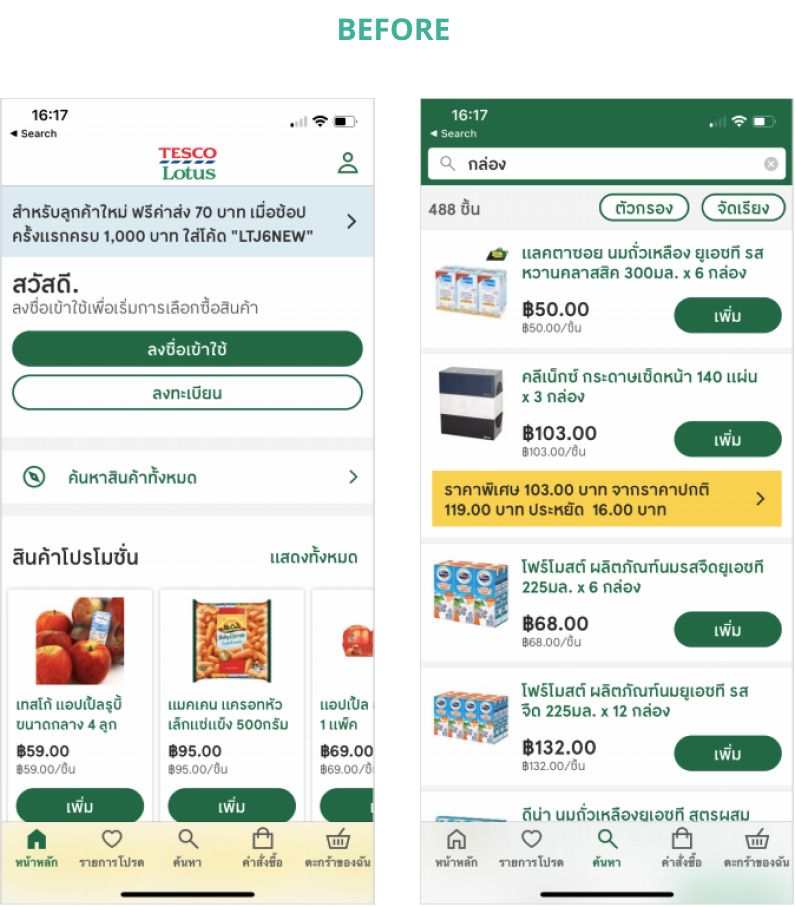 BEFORE
16:17
◀ Search
TESCO
Lotus
สำหรับลูกค้าใหม่ ฟรีค่าส่ง 70 บาท เมื่อช้อป
ครั้งแรกครบ 1,000 บาท ใส่โค้ด "LTJ6NEW"
สวัสดี.
ลงชื่อเข้าใช้เพื่อเริ่มการเลือกซื้อสินค้า
ลงชื่อเข้าใช้
ลงทะเบียน
ค้นหาสินค้าทั้งหมด
สินค้าโปรโมชั่น
แสดงทั้งหมด
เทสโก้ แอปเปิ้ลรูบี้
ขนาดกลาง 4 ลูก
฿59.00
฿59.00/ชิ้น
เพิ่ม
แมคเคน แครอทหัว
เล็กแช่แข็ง 500กรัม
฿95.00
฿95.00/ชิ้น
เพิ่ม
แอปเปิ้ล
1 แพ็ค
฿69.00
฿69.00/ชิ้
หน้าหลัก
รายการโปรด
ค้นหา
คำสั่งซื้อ
ตะกร้าของฉัน
16:17
◀ Search
กล่อง
488 ชิ้น
ตัวกรอง
จัดเรียง
แลคตาซอย นมถั่วเหลือง ยูเอชที รส
หวานคลาสสิค 300มล. x 6 กล่อง
฿50.00
฿50.00/ชิ้น
เพิ่ม
คลีเน็กซ์ กระดาษเช็ดหน้า 140 แผ่น
x 3 กล่อง
฿103.00
฿103.00/ชิ้น
เพิ่ม
ราคาพิเศษ 103.00 บาท จากราคาปกติ
119.00 บาท ประหยัด 16.00 บาท
โฟร์โมสต์ ผลิตภัณฑ์นมรสจืดยูเอชที
225มล. x 6 กล่อง
฿68.00
฿68.00/ชิ้น
เพิ่ม
โฟร์โมสต์ ผลิตภัณฑ์นมยูเอชที รส
จืด 225มล. x 12 กล่อง
฿132.00
฿132.00/ชิ้น
เพิ่ม
ดีน่า นมถั่วเหลืองยูเอชที สูตรผสม
หน้าหลัก
รายการโปรด
ค้นหา
คำสั่งซื้อ
ตะกร้าของฉัน